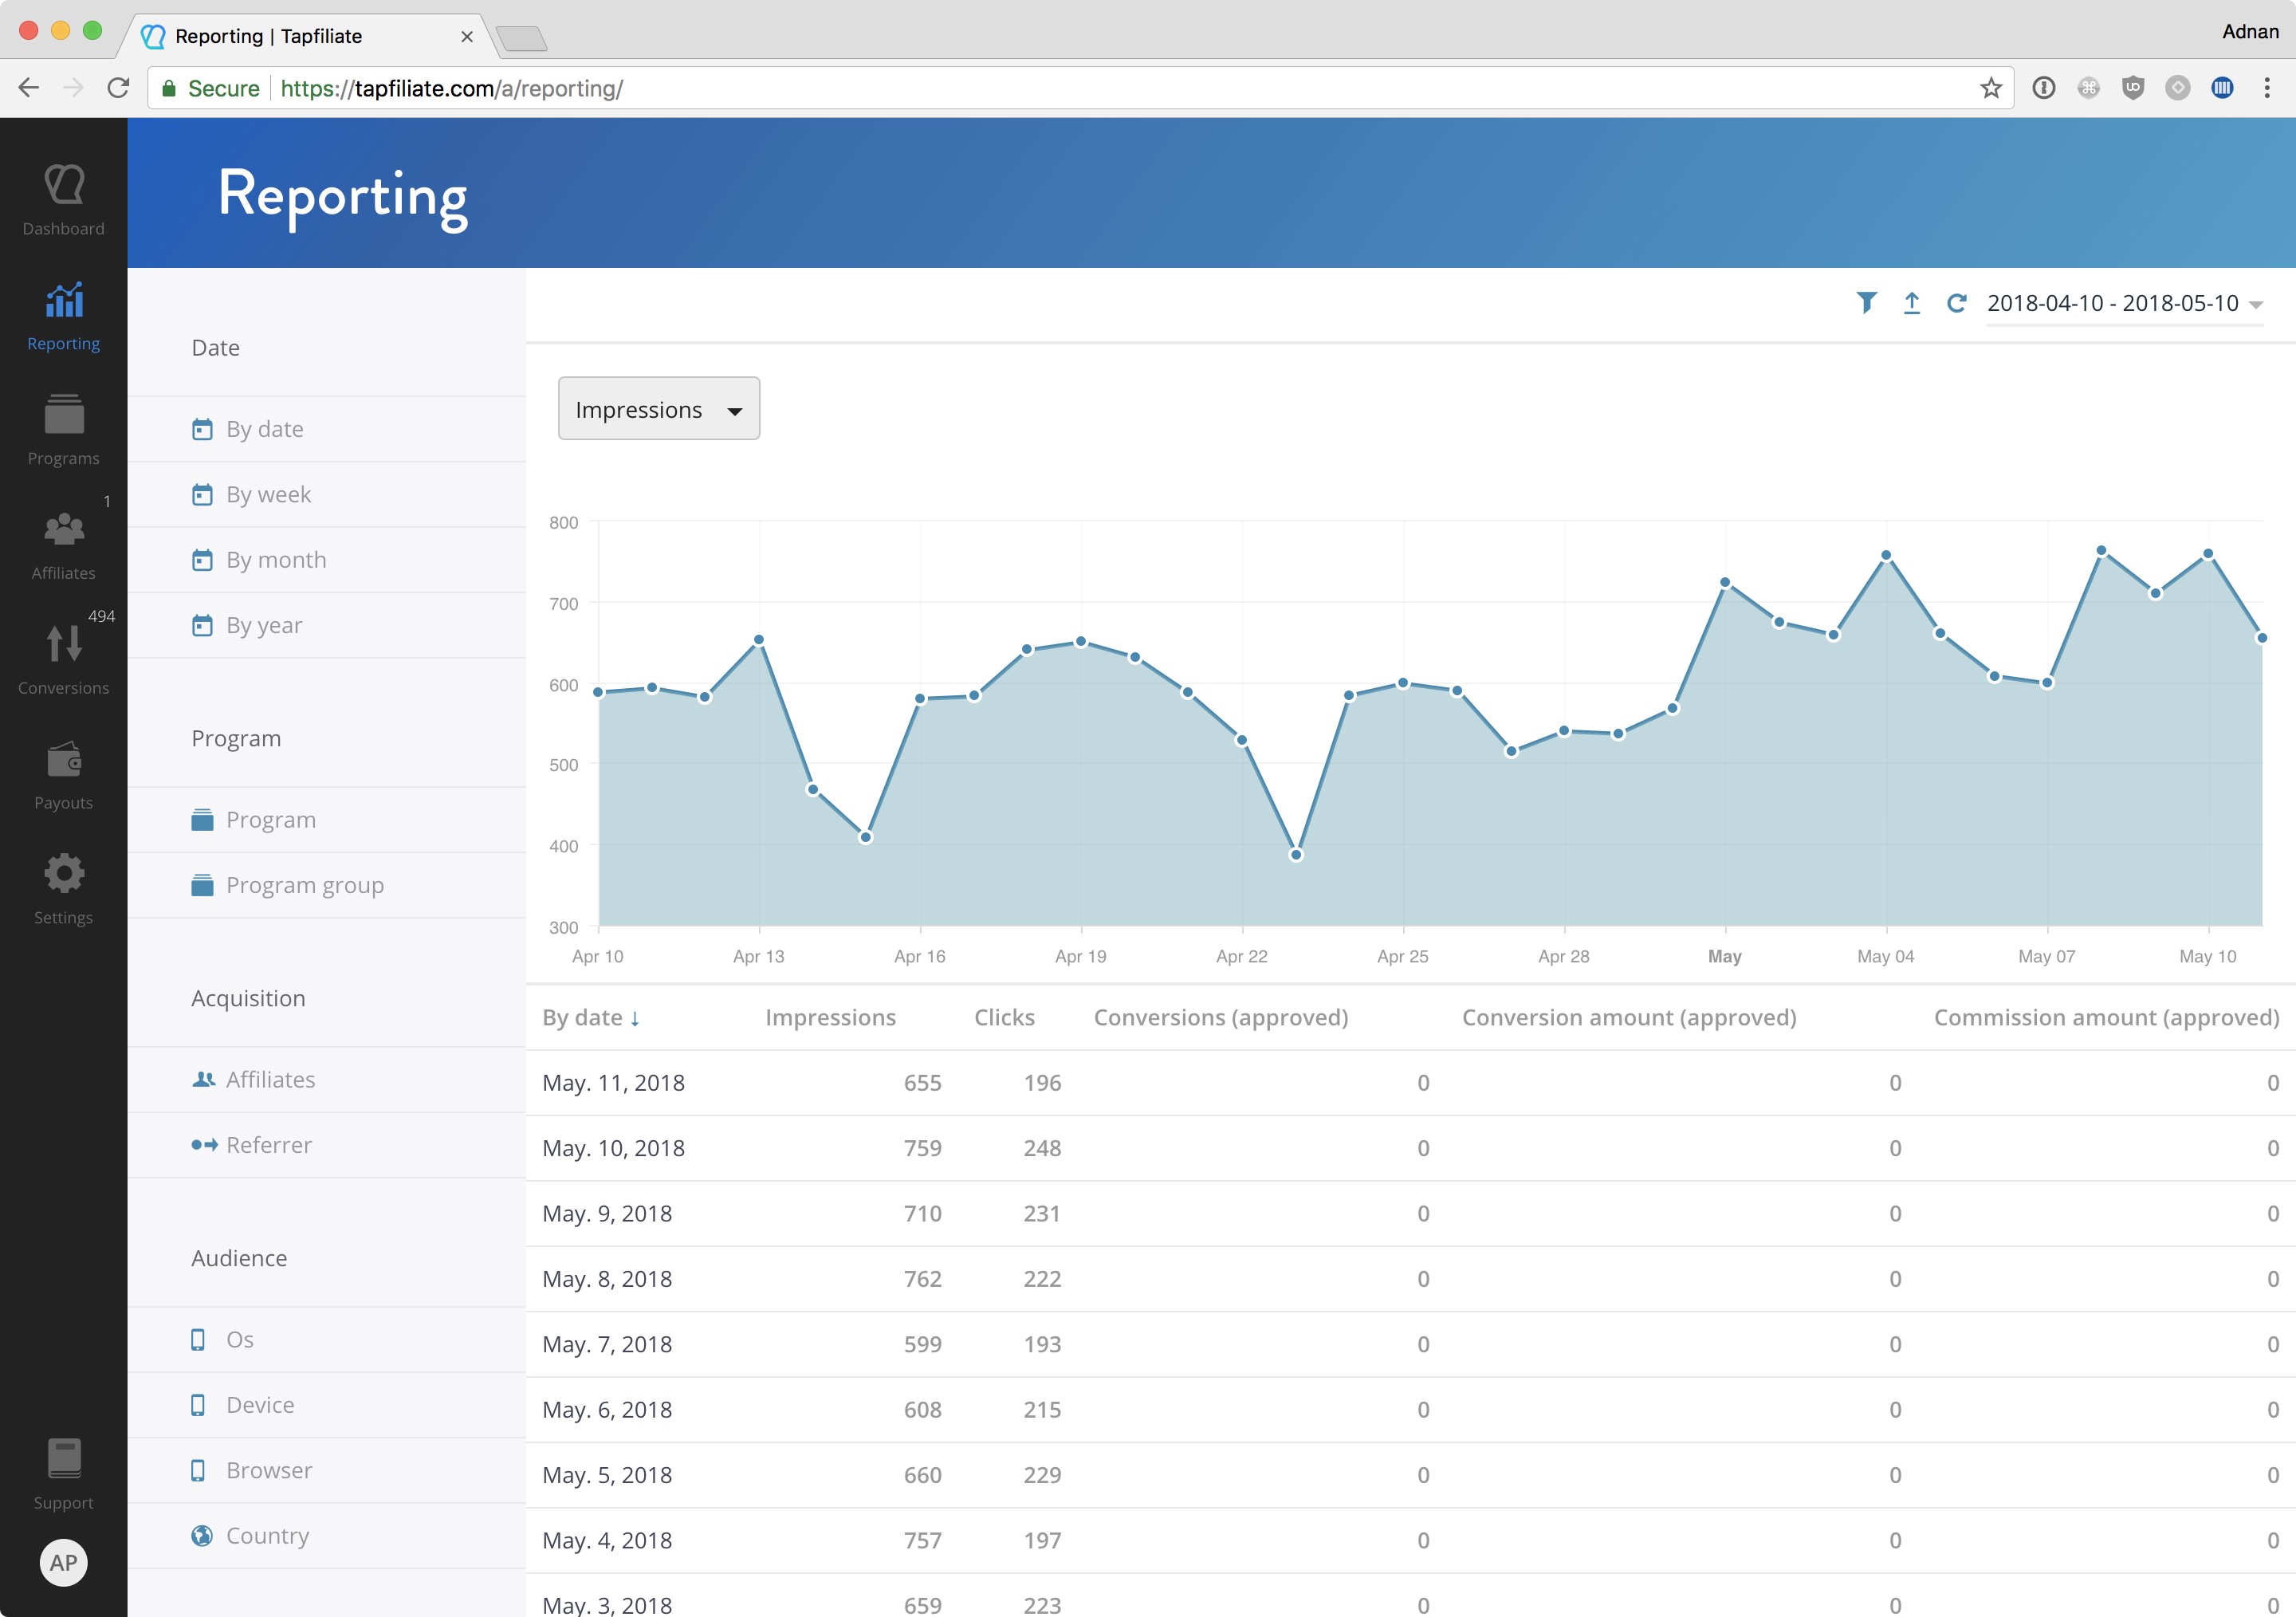 Reporting | Tapfiliate
Adnan
Secure
https://tapfiliate.com/a/reporting/
Reporting
Dashboard
Reporting
Programs
1
Affiliates
494
Conversions
Payouts
Settings
Support
AP
Date
By date
By week
By month
By year
Program
Program
Program group
Acquisition
Affiliates
Referrer
Audience
Os
Device
Browser
Country
2018-04-10 - 2018-05-10
Impressions
800
700
600
500
400
300
Apr 10 Apr 13 Apr 16 Apr 19 Apr 22 Apr 25 Apr 28 May May 04 May 07 May 10
By date ↓ Impressions Clicks Conversions (approved) Conversion amount (approved) Commission amount (approved)
May. 11, 2018 655 196 0 0 0
May. 10, 2018 759 248 0 0 0
May. 9, 2018 710 231 0 0 0
May. 8, 2018 762 222 0 0 0
May. 7, 2018 599 193 0 0 0
May. 6, 2018 608 215 0 0 0
May. 5, 2018 660 229 0 0 0
May. 4, 2018 757 197 0 0 0
May. 3, 2018 659 223 0 0 0